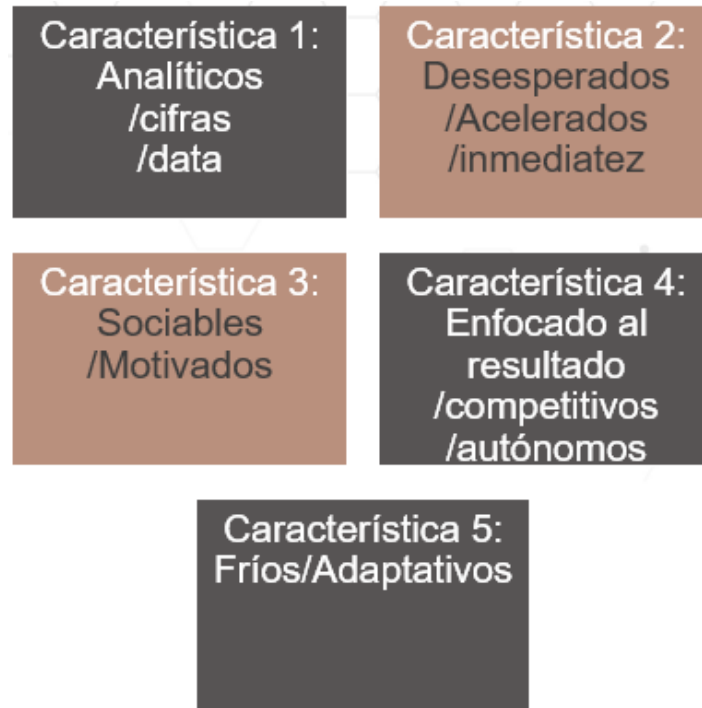 Característica 1:
Analíticos
/cifras
/data
Característica 2:
Desesperados
/Acelerados
/inmediatez
Característica 3:
Sociables
/Motivados
Característica 4:
Enfocado al
resultado
/competitivos
/autónomos
Característica 5:
Fríos/Adaptativos